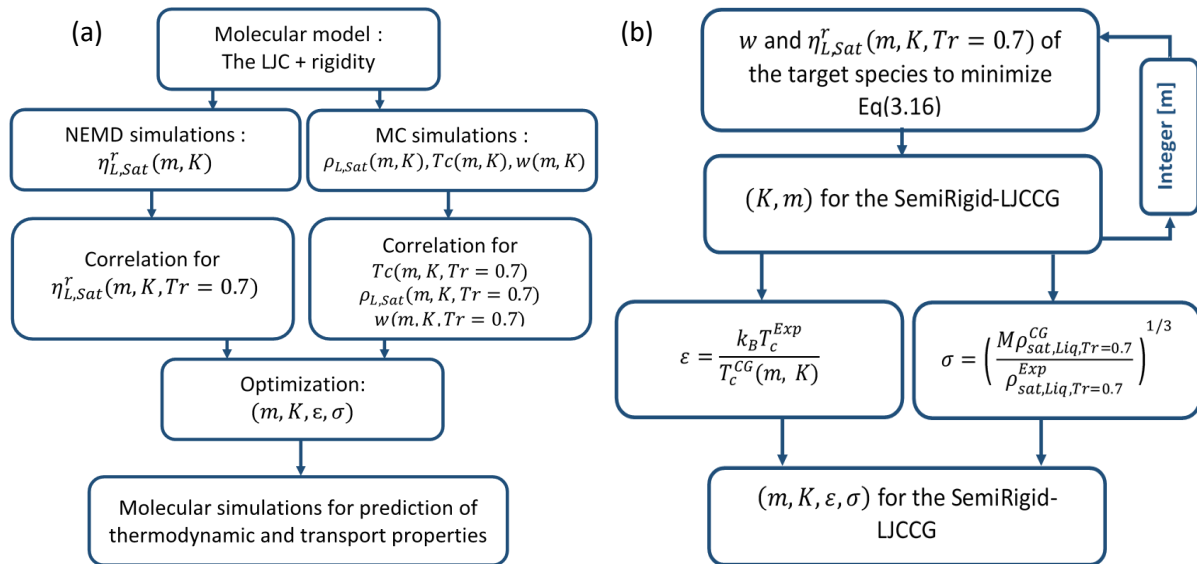 (a)
Molecular model :
The LJC + rigidity
NEMD simulations :
η^r_{L,Sat}(m, K)
MC simulations :
ρ_{L,Sat}(m, K), Tc(m, K), w(m, K)
Correlation for
η^r_{L,Sat}(m, K, Tr = 0.7)
Correlation for
Tc(m, K, Tr = 0.7)
ρ_{L,Sat}(m, K, Tr = 0.7)
w(m, K, Tr = 0.7)
Optimization:
(m, K, ε, σ)
Molecular simulations for prediction of
thermodynamic and transport properties
(b)
w and η^r_{L,Sat}(m, K, Tr = 0.7) of
the target species to minimize
Eq(3.16)
Integer [m]
(K, m) for the SemiRigid-LJCCG
ε = k_B T_c^{Exp} / T_c^{CG}(m, K)
σ = (Mρ^{CG}_{sat,Liq,Tr=0.7} / ρ^{Exp}_{sat,Liq,Tr=0.7})^{1/3}
(m, K, ε, σ) for the SemiRigid-
LJCCG